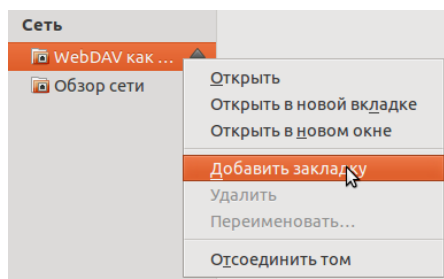 Сеть
WebDAV как ...
Обзор сети
Открыть
Открыть в новой вкладке
Открыть в новом окне
Добавить закладку
Удалить
Переименовать...
Отсоединить том